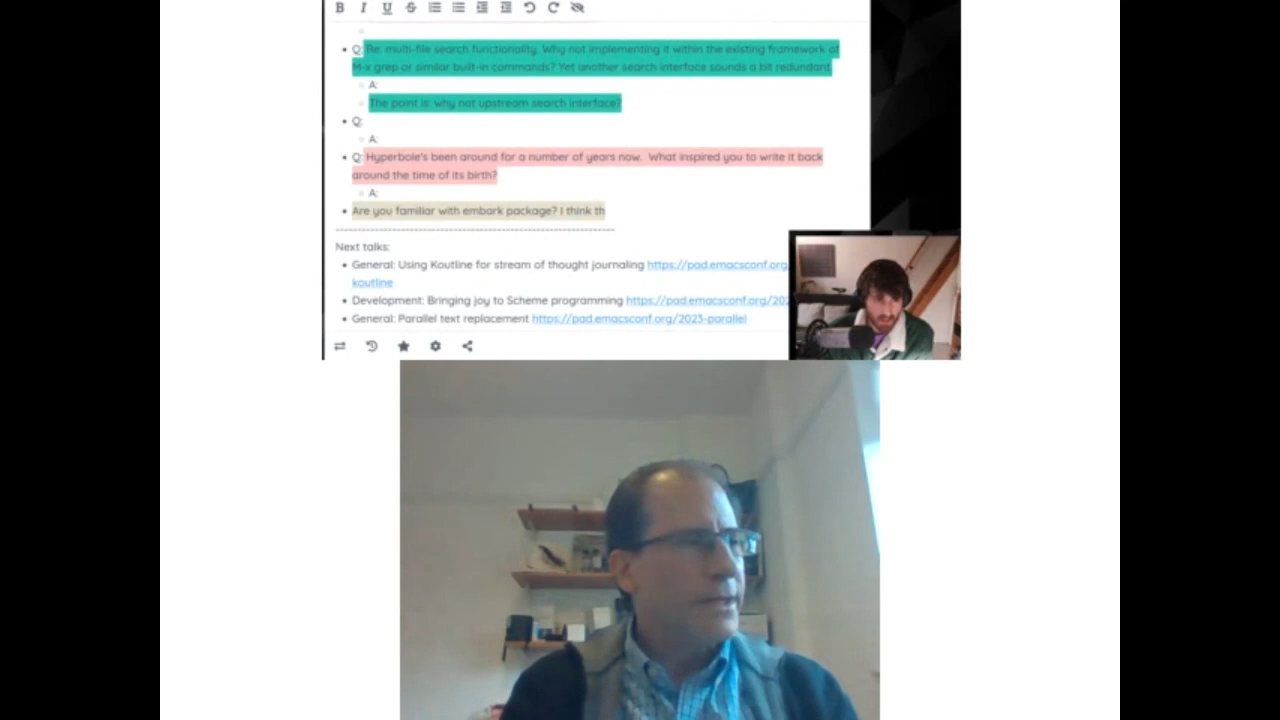 B I U S
Q: Re: multi-file search functionality. Why not implementing it within the existing framework of
M-x grep or similar built-in commands? Yet another search interface sounds a bit redundant.
A:
The point is: why not upstream search interface?
Q:
A:
Q: Hyperbole's been around for a number of years now. What inspired you to write it back
around the time of its birth?
A:
Are you familiar with embark package? I think th
Next talks:
General: Using Koutline for stream of thought journaling https://pad.emacsconf.org/
koutline
Development: Bringing joy to Scheme programming https://pad.emacsconf.org/202
General: Parallel text replacement https://pad.emacsconf.org/2023-parallel